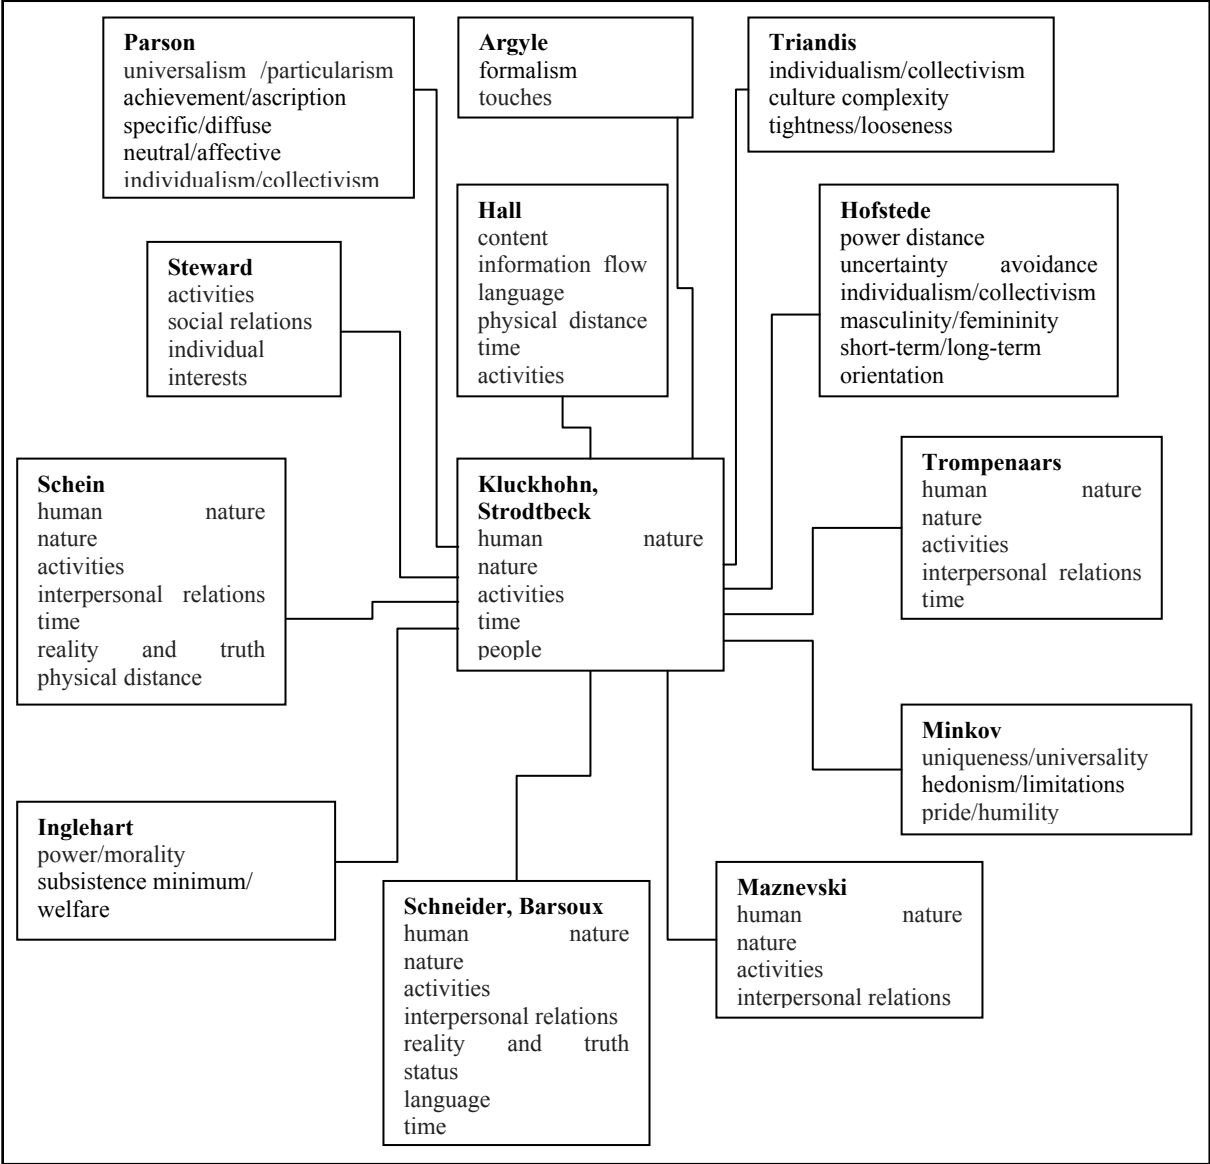 Parson
universalism /particularism
achievement/ascription
specific/diffuse
neutral/affective
individualism/collectivism
Argyle
formalism
touches
Triandis
individualism/collectivism
culture complexity
tightness/looseness
Steward
activities
social relations
individual
interests
Hall
content
information flow
language
physical distance
time
activities
Hofstede
power distance
uncertainty avoidance
individualism/collectivism
masculinity/femininity
short-term/long-term
orientation
Schein
human nature
nature
activities
interpersonal relations
time
reality and truth
physical distance
Kluckhohn,
Strodtbeck
human nature
nature
activities
time
people
Trompenaars
human nature
nature
activities
interpersonal relations
time
Minkov
uniqueness/universality
hedonism/limitations
pride/humility
Inglehart
power/morality
subsistence minimum/
welfare
Schneider, Barsoux
human nature
nature
activities
interpersonal relations
reality and truth
status
language
time
Maznevski
human nature
nature
activities
interpersonal relations